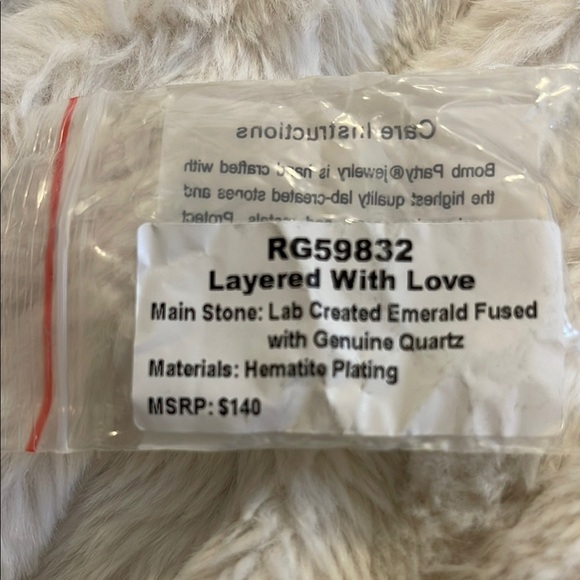 Care Instructions
Bomb Party® jewelry is hand crafted with
the highest quality lab-created stones and
Protect
RG59832
Layered With Love
Main Stone: Lab Created Emerald Fused
with Genuine Quartz
Materials: Hematite Plating
MSRP: $140